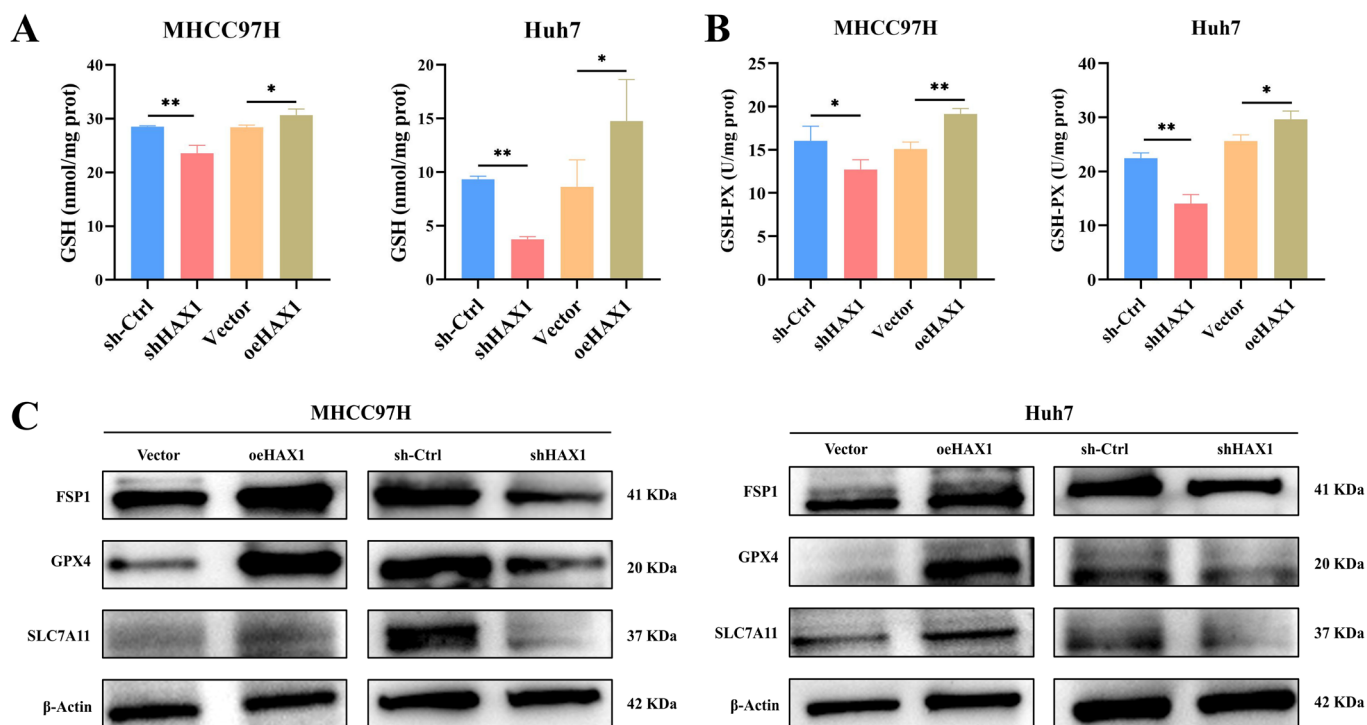 A
MHCC97H
GSH (nmol/mg prot)
40
30
20
10
0
**
*
sh-Ctrl
shHAX1
Vector
oeHAX1
Huh7
GSH (nmol/mg prot)
20
15
10
5
0
**
*
sh-Ctrl
shHAX1
Vector
oeHAX1
B
MHCC97H
GSH-PX (U/mg prot)
25
20
15
10
5
0
*
**
sh-Ctrl
shHAX1
Vector
oeHAX1
Huh7
GSH-PX (U/mg prot)
40
30
20
10
0
**
*
sh-Ctrl
shHAX1
Vector
oeHAX1
C
MHCC97H
Vector oeHAX1 sh-Ctrl shHAX1
FSP1 41 KDa
GPX4 20 KDa
SLC7A11 37 KDa
β-Actin 42 KDa
Huh7
Vector oeHAX1 sh-Ctrl shHAX1
FSP1 41 KDa
GPX4 20 KDa
SLC7A11 37 KDa
β-Actin 42 KDa